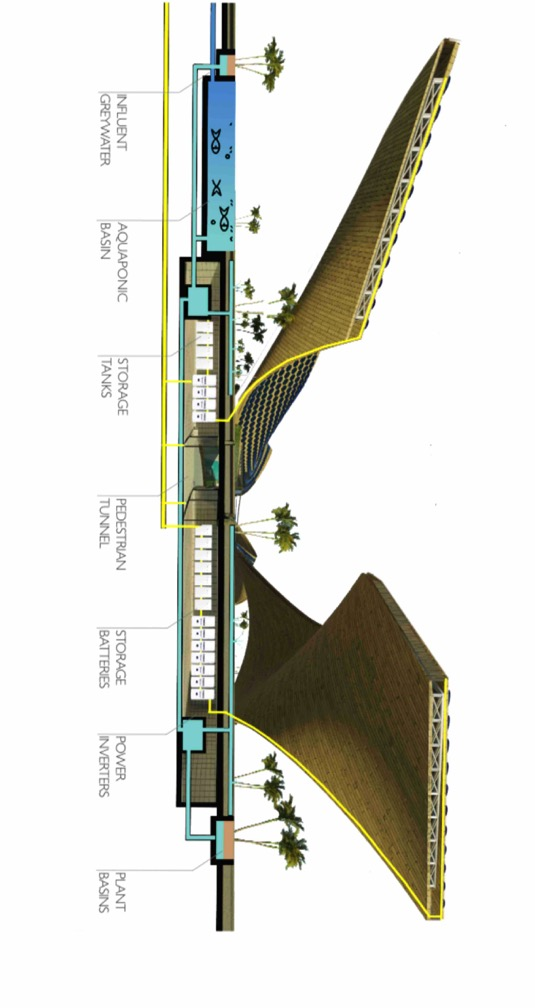 INFLUENT
GREYWATER
AQUAPONIC
BASIN
STORAGE
TANKS
PEDESTRIAN
TUNNEL
STORAGE
BATTERIES
POWER
INVERTERS
PLANT
BASINS